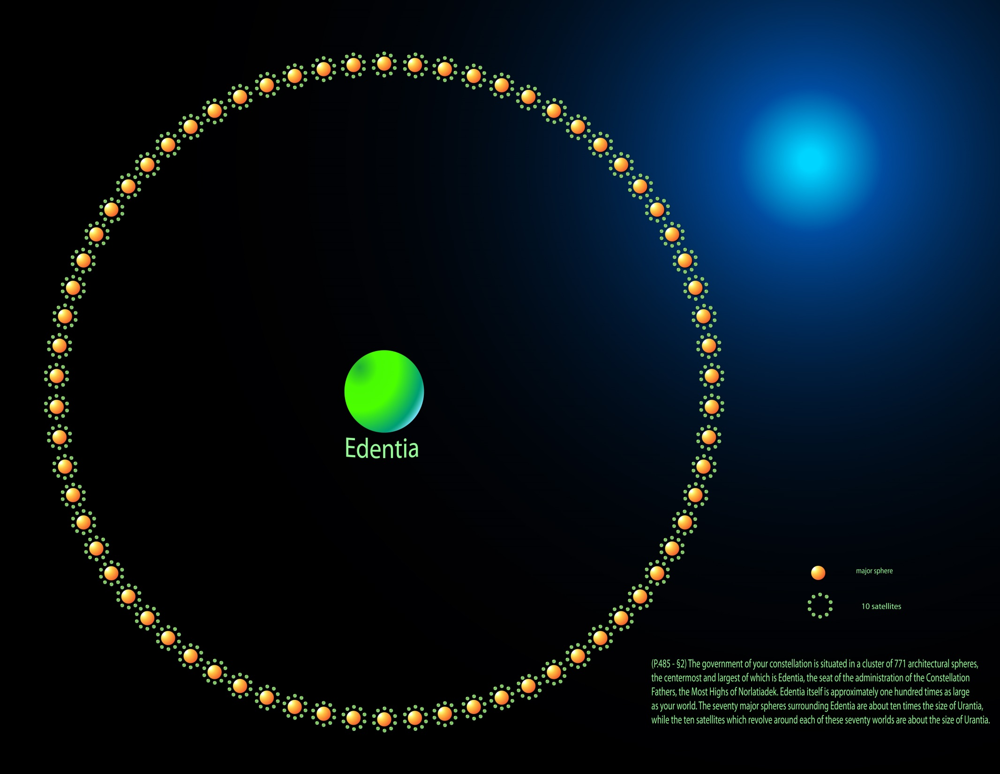 Edentia
major sphere
10 satellites
(P.485 - §2) The government of your constellation is situated in a cluster of 771 architectural spheres,
the centermost and largest of which is Edentia, the seat of the administration of the Constellation
Fathers, the Most Highs of Norlatiadek. Edentia itself is approximately one hundred times as large
as your world. The seventy major spheres surrounding Edentia are about ten times the size of Urantia,
while the ten satellites which revolve around each of these seventy worlds are about the size of Urantia.